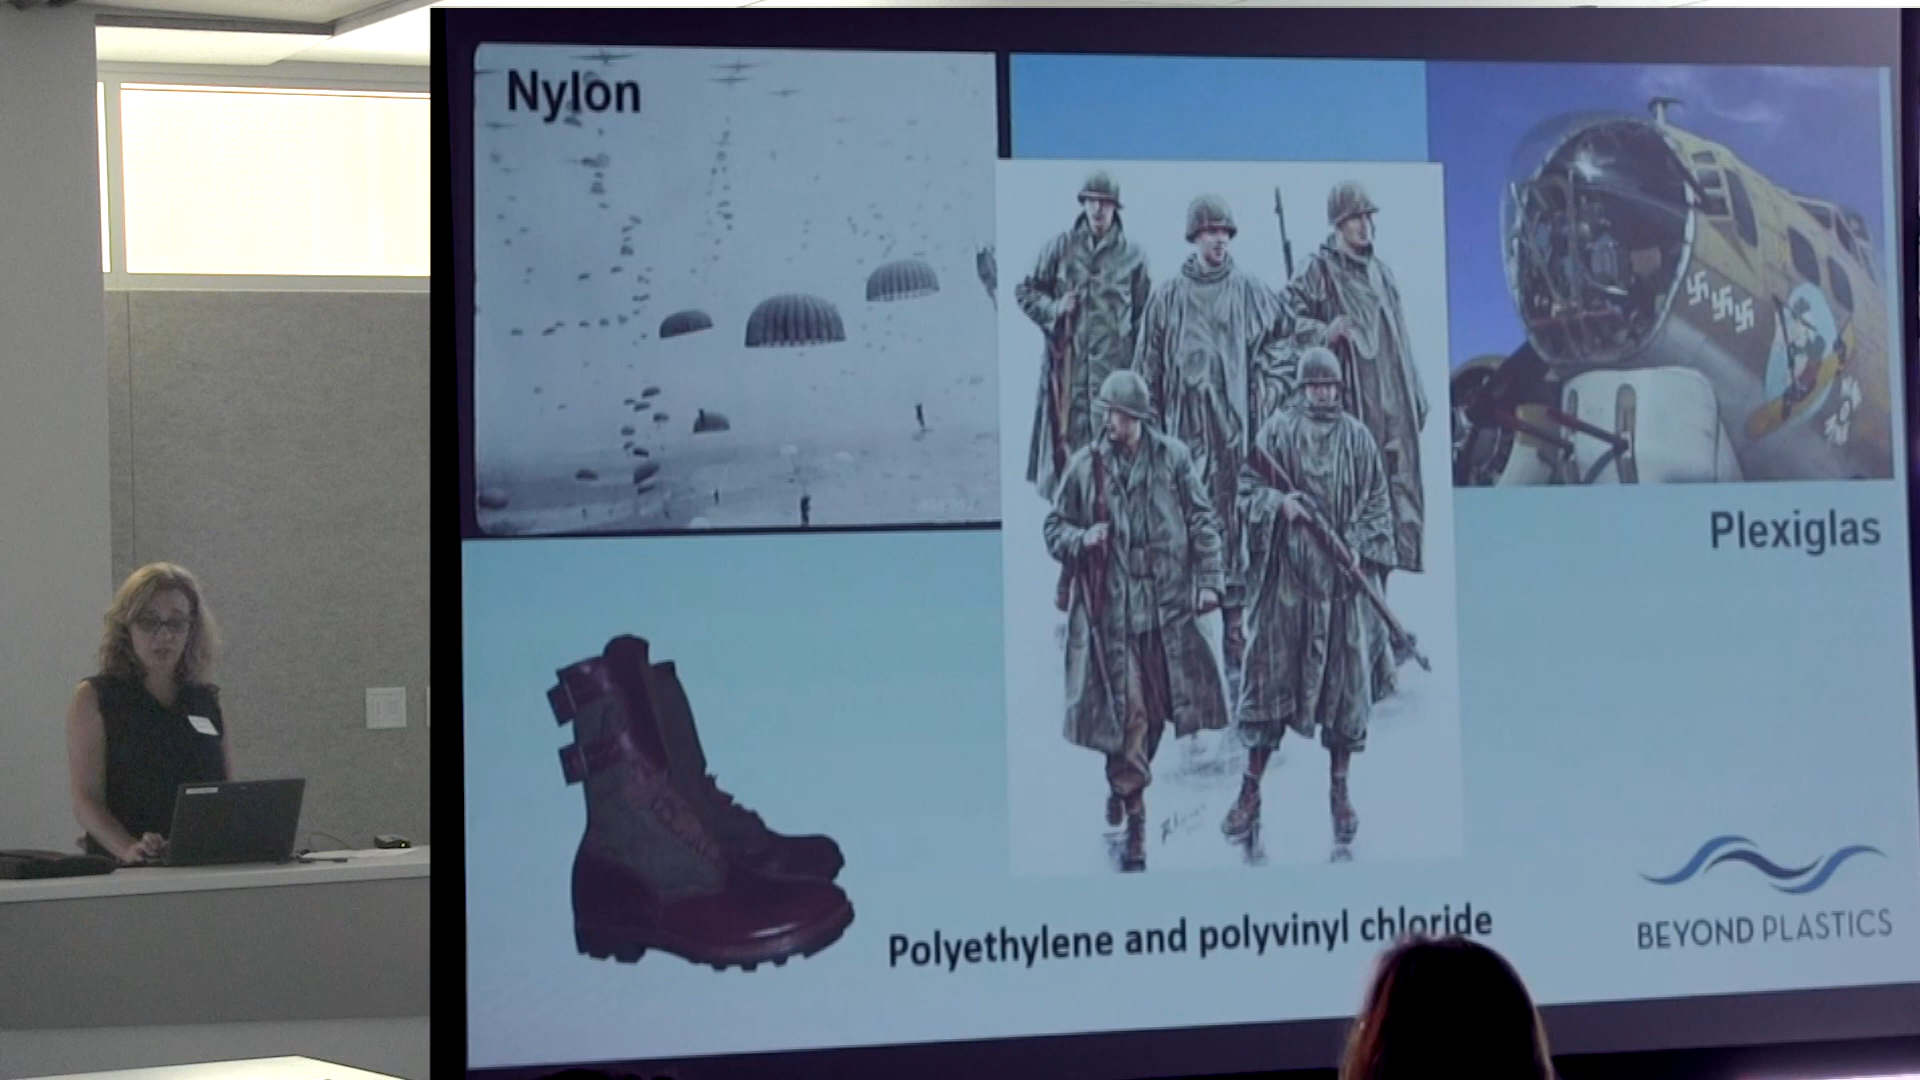 Nylon
Plexiglas
Polyethylene and polyvinyl chloride
BEYOND PLASTICS